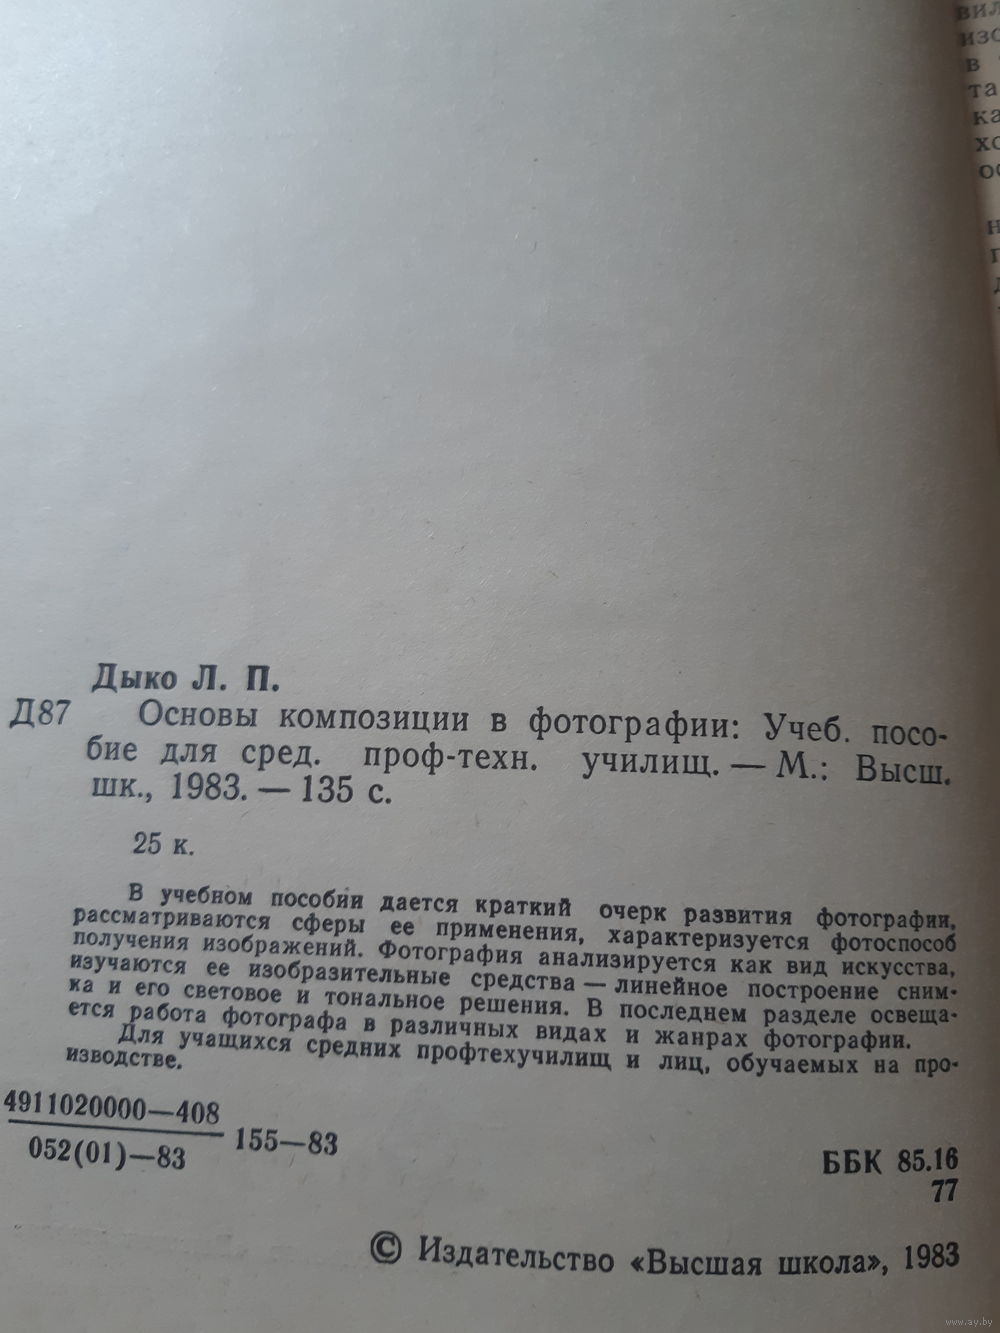 Дыко Л. П.
Д87 Основы композиции в фотографии: Учеб. посо-
бие для сред. проф-техн. училищ. — М.: Высш.
шк., 1983. — 135 с.
25 к.
В учебном пособии дается краткий очерк развития фотографии,
рассматриваются сферы ее применения, характеризуется фотоспособ
получения изображений. Фотография анализируется как вид искусства,
изучаются ее изобразительные средства — линейное построение сним-
ка и его световое и тональное решения. В последнем разделе освеща-
ется работа фотографа в различных видах и жанрах фотографии.
Для учащихся средних профтехучилищ и лиц, обучаемых на про-
изводстве.
4911020000—408
052(01)—83
155—83
ББК 85.16
77
© Издательство «Высшая школа», 1983
www.ay.by